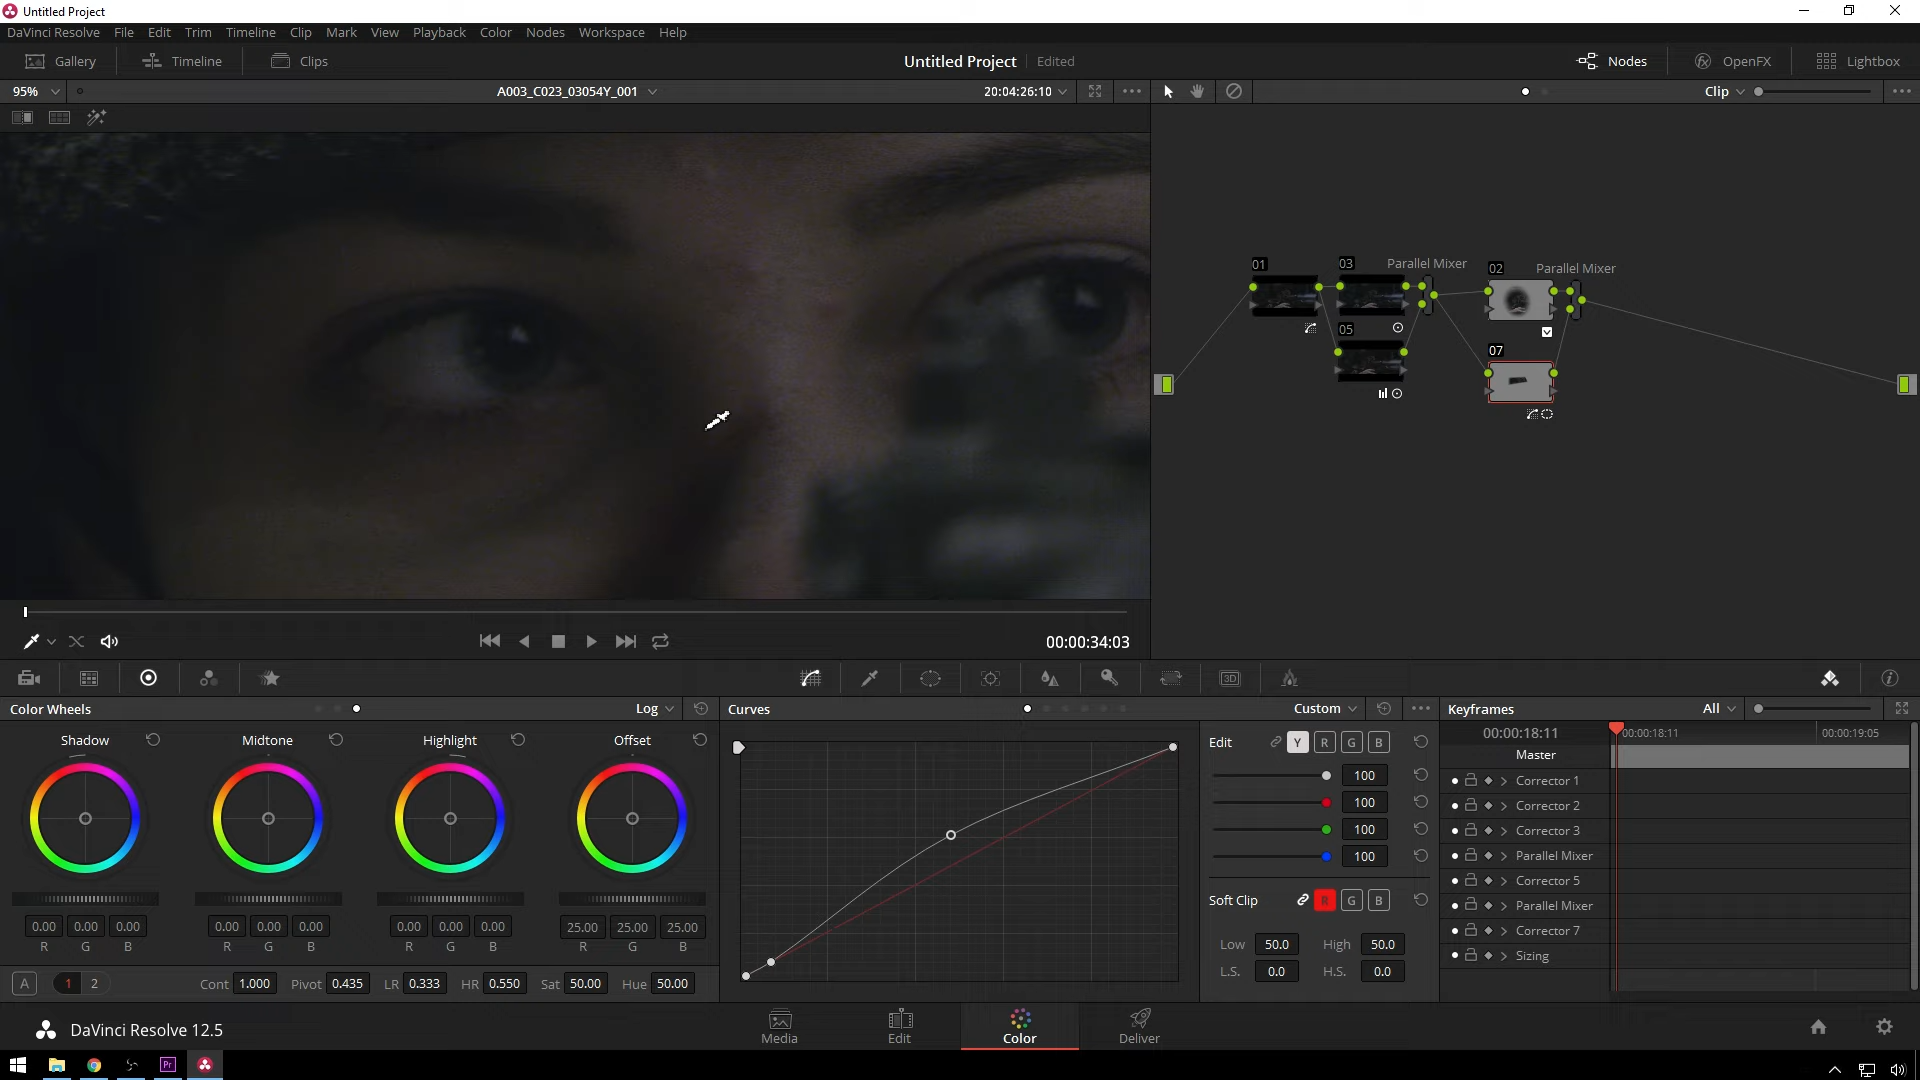 Untitled Project
DaVinci Resolve File Edit Trim Timeline Clip Mark View Playback Color Nodes Workspace Help
Gallery Timeline Clips Untitled Project Edited Nodes OpenFX Lightbox
95% A003_C023_03054Y_001 20:04:26:10 Clip
01 03 Parallel Mixer 02 Parallel Mixer
05
07
00:00:34:03
3D
Color Wheels Log Curves Custom Keyframes All
Shadow Midtone Highlight Offset Edit Y R G B 00:00:18:11 00:00:18:11 00:00:19:05
Master
100 Corrector 1
100 Corrector 2
100 Corrector 3
100 Parallel Mixer
Corrector 5
Soft Clip R G B Parallel Mixer
0.00 0.00 0.00 0.00 0.00 0.00 0.00 0.00 0.00 25.00 25.00 25.00 Corrector 7
R G B R G B R G B R G B Low 50.0 High 50.0
Sizing
L.S. 0.0 H.S. 0.0
A 1 2 Cont 1.000 Pivot 0.435 LR 0.333 HR 0.550 Sat 50.00 Hue 50.00
DaVinci Resolve 12.5 Media Edit Color Deliver
Pr